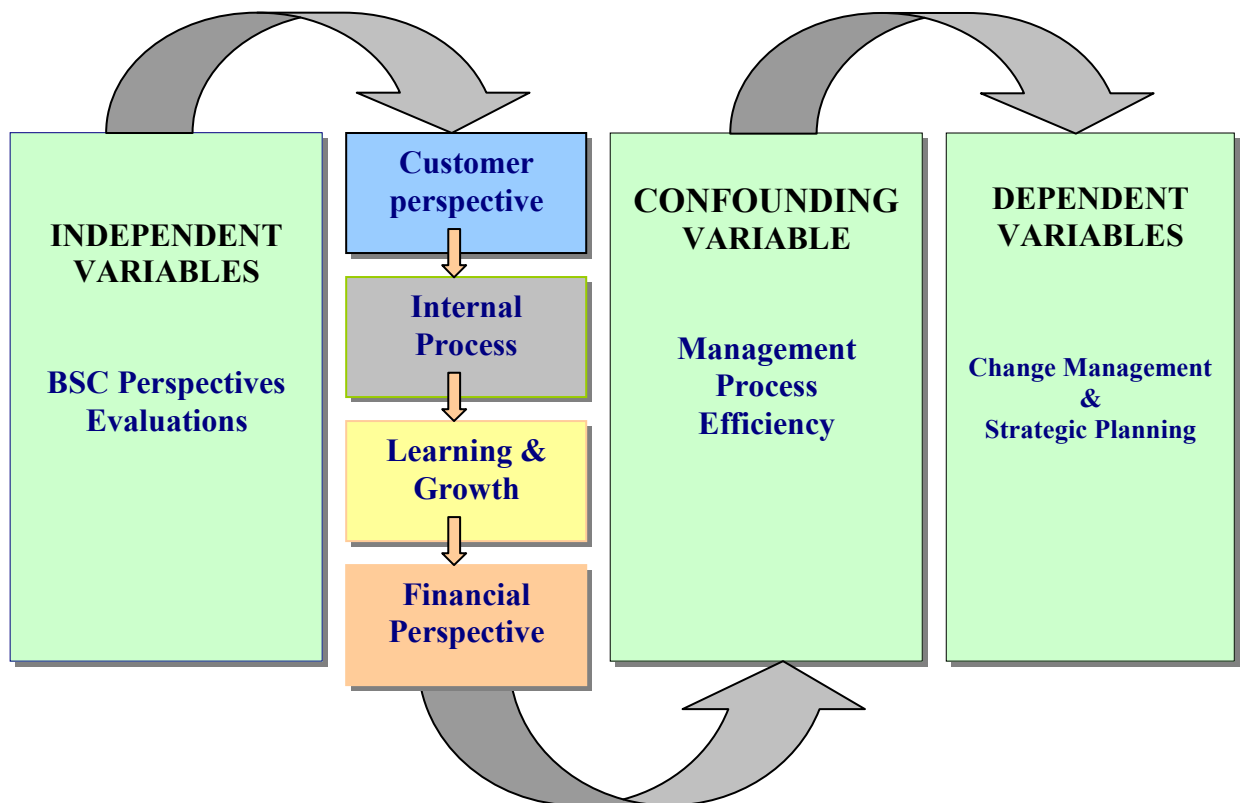 INDEPENDENT
VARIABLES
BSC Perspectives
Evaluations
Customer
perspective
Internal
Process
Learning &
Growth
Financial
Perspective
CONFOUNDING
VARIABLE
Management
Process
Efficiency
DEPENDENT
VARIABLES
Change Management
&
Strategic Planning